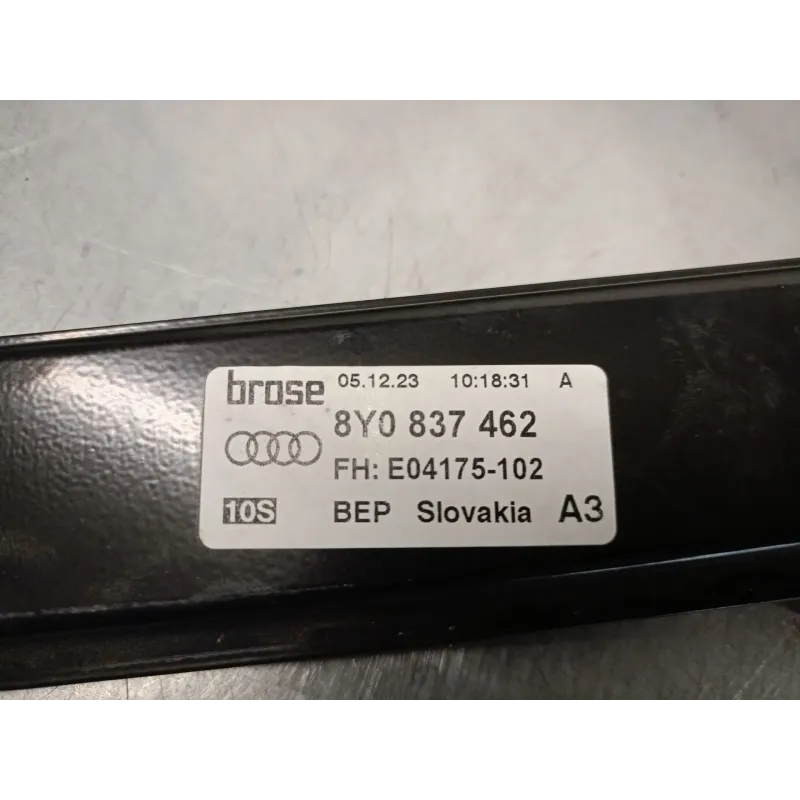 brose 05.12.23 10:18:31 A
8Y0 837 462
FH: E04175-102
10S BEP Slovakia A3